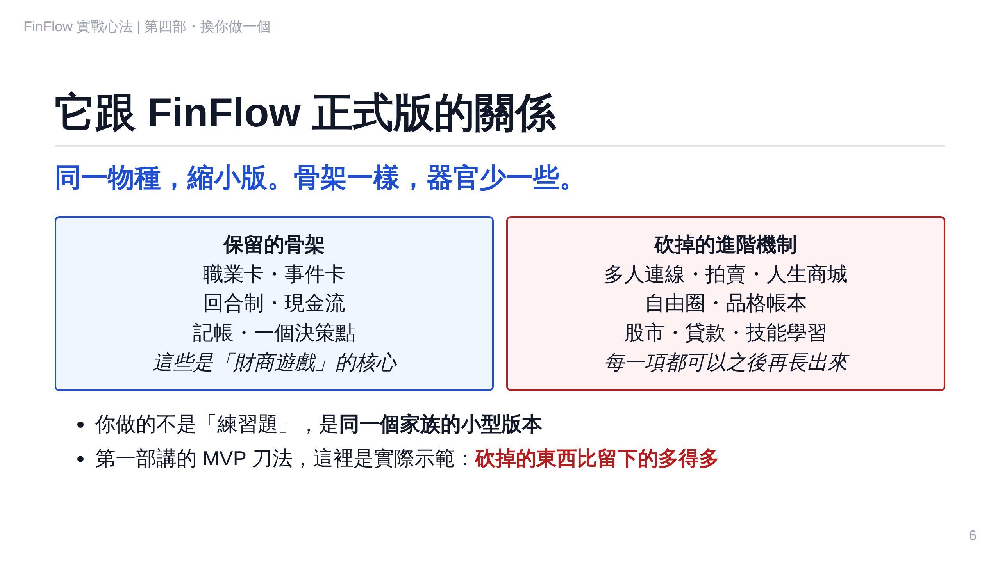 FinFlow 實戰心法 | 第四部・換你做一個
它跟 FinFlow 正式版的關係
同一物種，縮小版。骨架一樣，器官少一些。
保留的骨架
職業卡・事件卡
回合制・現金流
記帳・一個決策點
這些是「財商遊戲」的核心
砍掉的進階機制
多人連線・拍賣・人生商城
自由圈・品格帳本
股市・貸款・技能學習
每一項都可以之後再長出來
• 你做的不是「練習題」，是同一個家族的小型版本
• 第一部講的 MVP 刀法，這裡是實際示範：砍掉的東西比留下的多得多
6